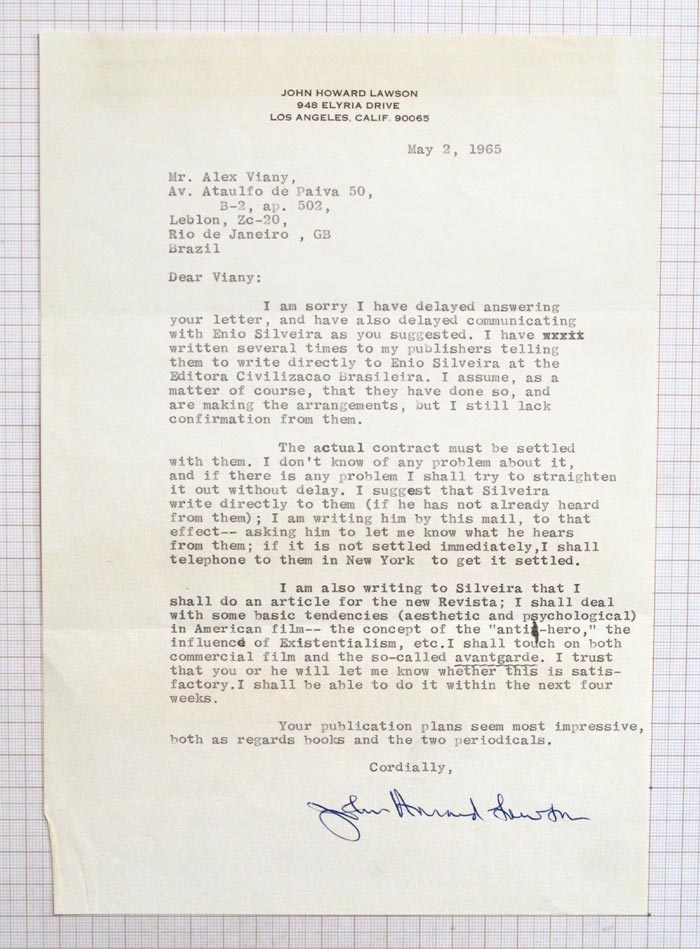 JOHN HOWARD LAWSON
948 ELYRIA DRIVE
LOS ANGELES, CALIF. 90065
May 2, 1965
Mr. Alex Viany,
Av. Ataulfo de Paiva 50,
B-2, ap. 502,
Leblon, Zc-20,
Rio de Janeiro , GB
Brazil
Dear Viany:
I am sorry I have delayed answering
your letter, and have also delayed communicating
with Enio Silveira as you suggested. I have
written several times to my publishers telling
them to write directly to Enio Silveira at the
Editora Civilizacao Brasileira. I assume, as a
matter of course, that they have done so, and
are making the arrangements, but I still lack
confirmation from them.
The actual contract must be settled
with them. I don't know of any problem about it,
and if there is any problem I shall try to straighten
it out without delay. I suggest that Silveira
write directly to them (if he has not already heard
from them); I am writing him by this mail, to that
effect-- asking him to let me know what he hears
from them; if it is not settled immediately,I shall
telephone to them in New York to get it settled.
I am also writing to Silveira that I
shall do an article for the new Revista; I shall deal
with some basic tendencies (aesthetic and psychological)
in American film-- the concept of the "anti-hero," the
influence of Existentialism, etc.I shall touch on both
commercial film and the so-called avantgarde. I trust
that you or he will let me know whether this is satis-
factory.I shall be able to do it within the next four
weeks.
Your publication plans seem most impressive,
both as regards books and the two periodicals.
Cordially,
John Howard Lawson